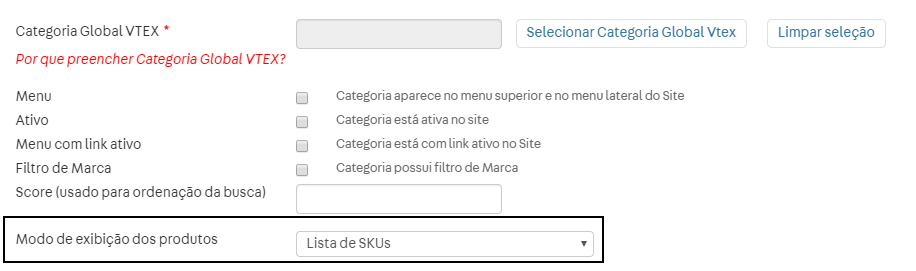 Categoria Global VTEX * Selecionar Categoria Global Vtex Limpar seleção
Por que preencher Categoria Global VTEX?
Menu Categoria aparece no menu superior e no menu lateral do Site
Ativo Categoria está ativa no site
Menu com link ativo Categoria está com link ativo no Site
Filtro de Marca Categoria possui filtro de Marca
Score (usado para ordenação da busca)
Modo de exibição dos produtos Lista de SKUs